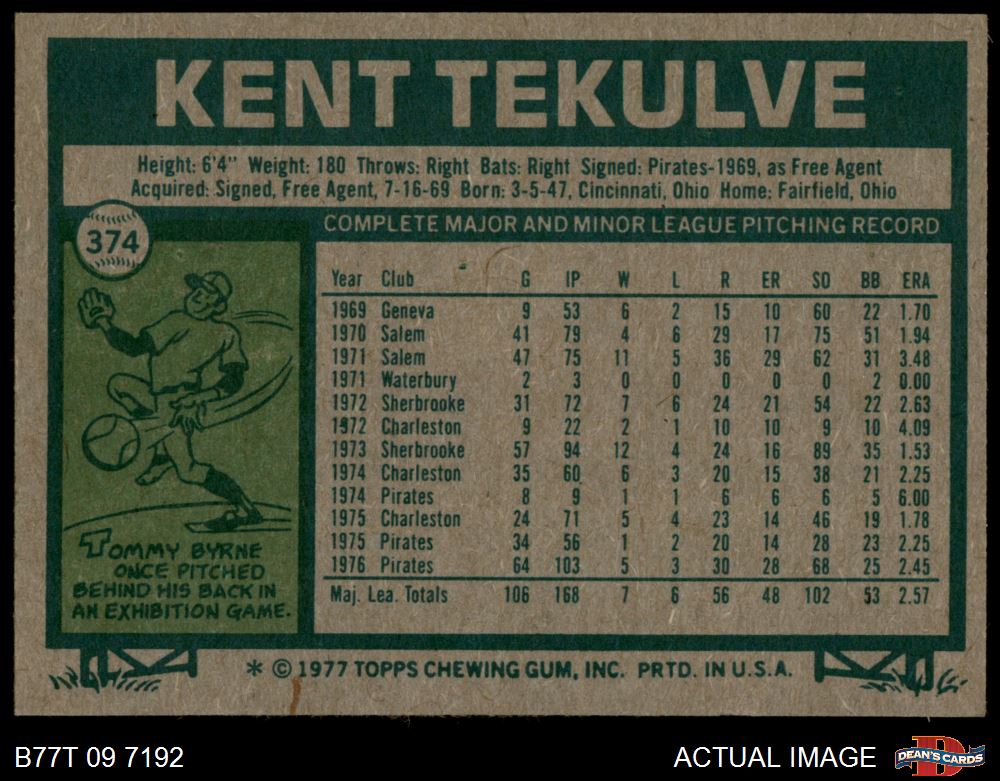 KENT TEKULVE
Height: 6'4" Weight: 180 Throws: Right Bats: Right Signed: Pirates-1969, as Free Agent
Acquired: Signed, Free Agent, 7-16-69 Born: 3-5-47, Cincinnati, Ohio Home: Fairfield, Ohio
374
COMPLETE MAJOR AND MINOR LEAGUE PITCHING RECORD
Year Club G IP W L R ER SO BB ERA
1969 Geneva 9 53 6 2 15 10 60 22 1.70
1970 Salem 41 79 4 6 29 17 75 51 1.94
1971 Salem 47 75 11 5 36 29 62 31 3.48
1971 Waterbury 2 3 0 0 0 0 0 2 0.00
1972 Sherbrooke 31 72 7 6 24 21 54 22 2.63
1972 Charleston 9 22 2 1 10 10 9 10 4.09
1973 Sherbrooke 57 94 12 4 24 16 89 35 1.53
1974 Charleston 35 60 6 3 20 15 38 21 2.25
1974 Pirates 8 9 1 1 6 6 6 5 6.00
1975 Charleston 24 71 5 4 23 14 46 19 1.78
1975 Pirates 34 56 1 2 20 14 28 23 2.25
1976 Pirates 64 103 5 3 30 28 68 25 2.45
Maj. Lea. Totals 106 168 7 6 56 48 102 53 2.57
TOMMY BYRNE
ONCE PITCHED
BEHIND HIS BACK IN
AN EXHIBITION GAME.
* © 1977 TOPPS CHEWING GUM, INC. PRTD. IN U.S.A.
B77T 09 7192
ACTUAL IMAGE
D
DEAN'S CARDS